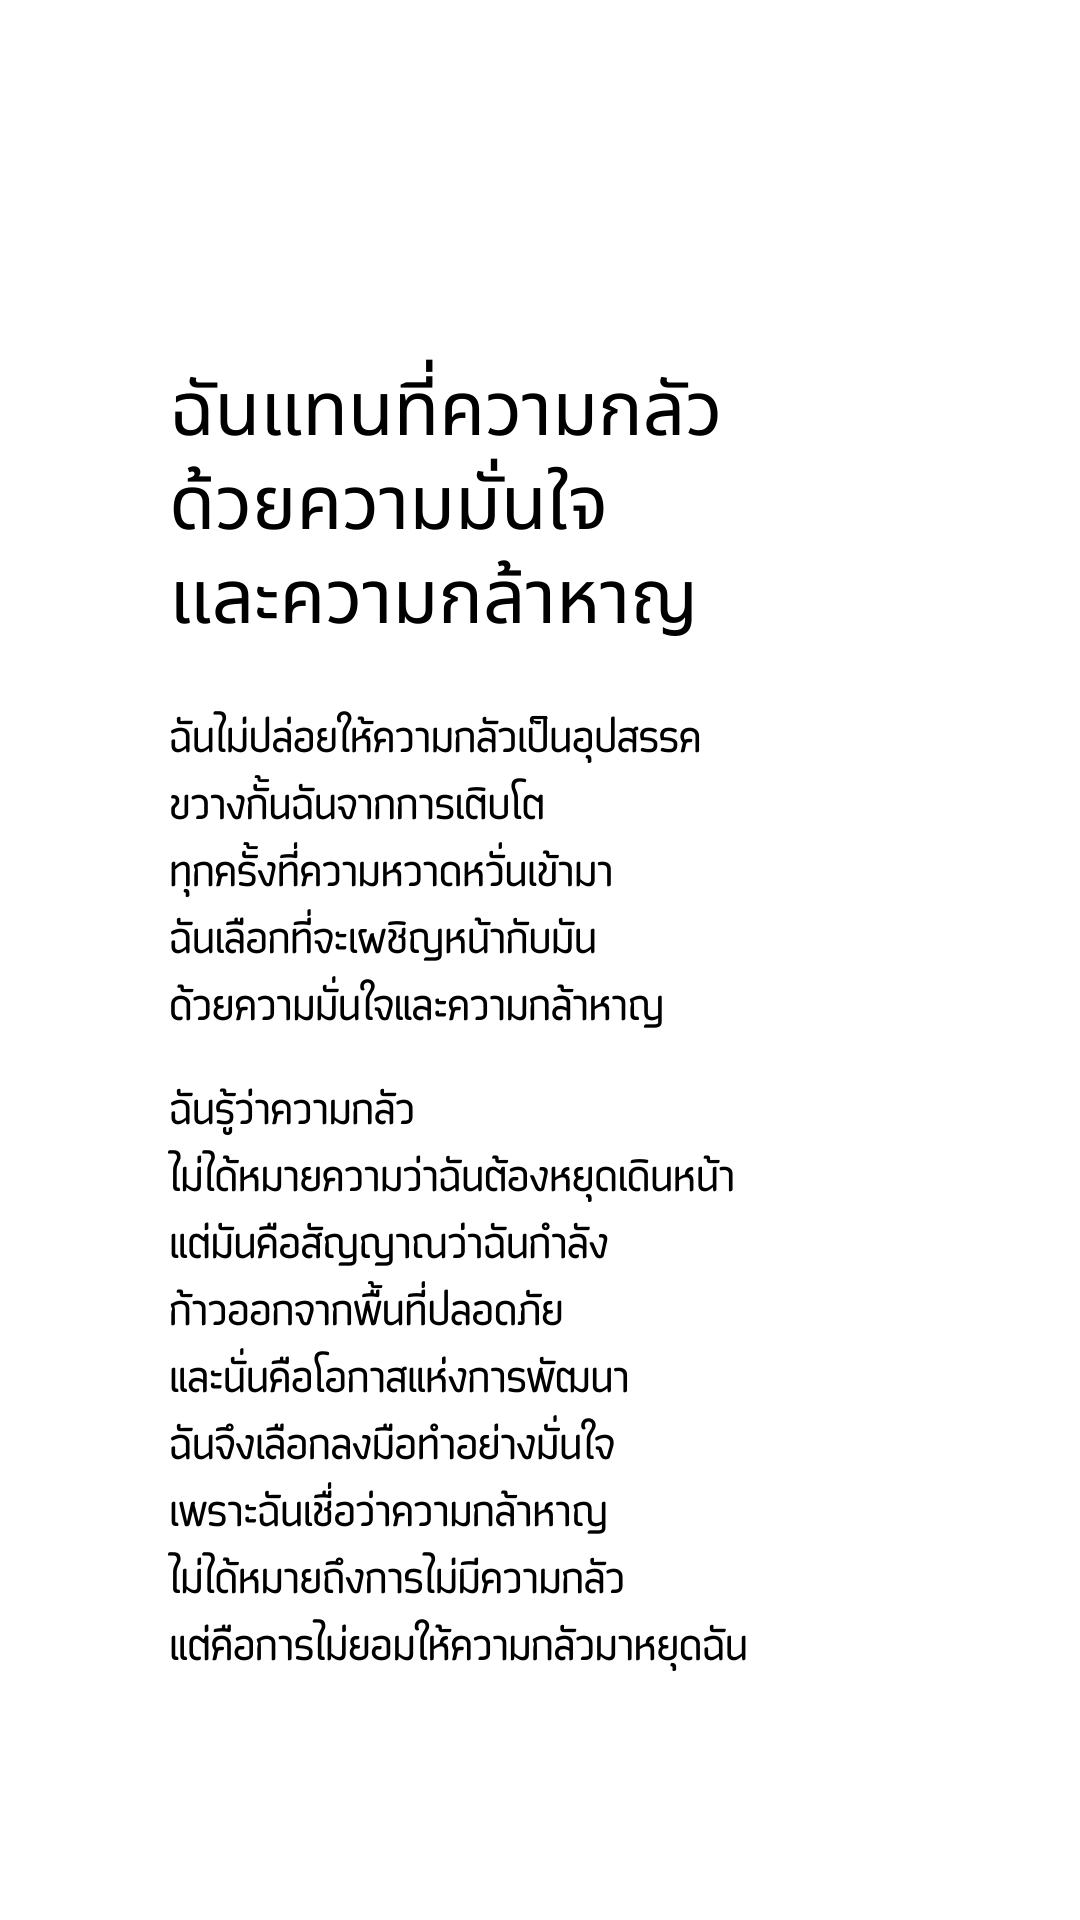 ฉันแทนที่ความกลัว
ด้วยความมั่นใจ
และความกล้าหาญ
ฉันไม่ปล่อยให้ความกลัวเป็นอุปสรรค
ขวางกั้นฉันจากการเติบโต
ทุกครั้งที่ความหวาดหวั่นเข้ามา
ฉันเลือกที่จะเผชิญหน้ากับมัน
ด้วยความมั่นใจและความกล้าหาญ
ฉันรู้ว่าความกลัว
ไม่ได้หมายความว่าฉันต้องหยุดเดินหน้า
แต่มันคือสัญญาณว่าฉันกำลัง
ก้าวออกจากพื้นที่ปลอดภัย
และนั่นคือโอกาสแห่งการพัฒนา
ฉันจึงเลือกลงมือทำอย่างมั่นใจ
เพราะฉันเชื่อว่าความกล้าหาญ
ไม่ได้หมายถึงการไม่มีความกลัว
แต่คือการไม่ยอมให้ความกลัวมาหยุดฉัน